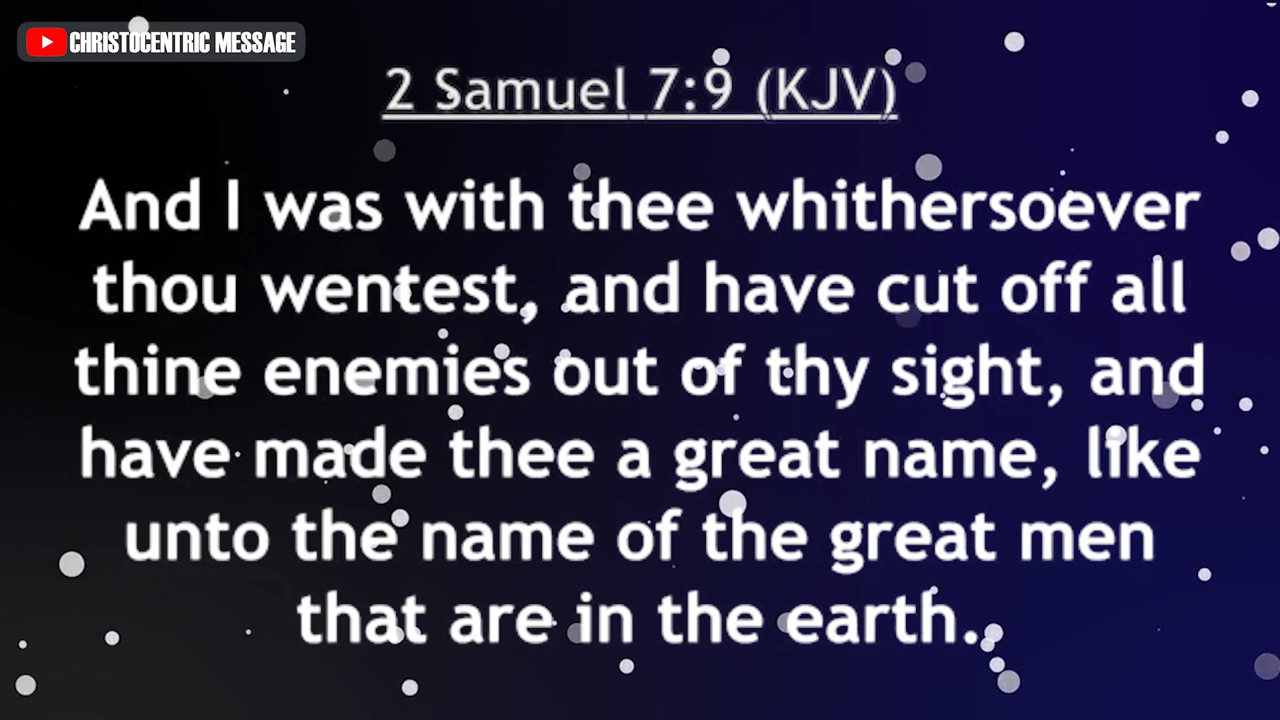 CHRISTOCENTRIC MESSAGE
2 Samuel 7:9 (KJV)
And I was with thee whithersoever
thou wentest, and have cut off all
thine enemies out of thy sight, and
have made thee a great name, like
unto the name of the great men
that are in the earth.